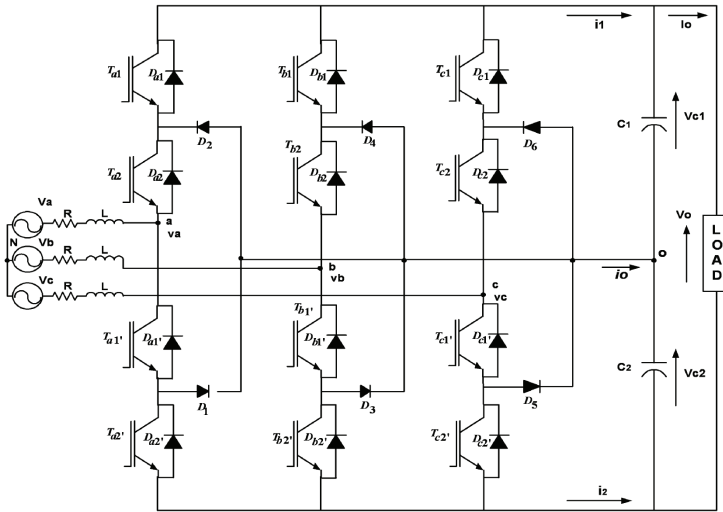 i1
Io
Ta1
Da1
Tb1
Db1
Tc1
Dc1
D2
D4
D6
C1
Vc1
Ta2
Da2
Tb2
Db2
Tc2
Dc2
Va
R
L
a
va
N
Vb
R
L
b
vb
o
io
Vo
LOAD
Vc
R
L
c
vc
Ta1'
Da1'
Tb1'
Db1'
Tc1'
Dc1'
D1
D3
D5
C2
Vc2
Ta2'
Da2'
Tb2'
Db2'
Tc2'
Dc2'
i2